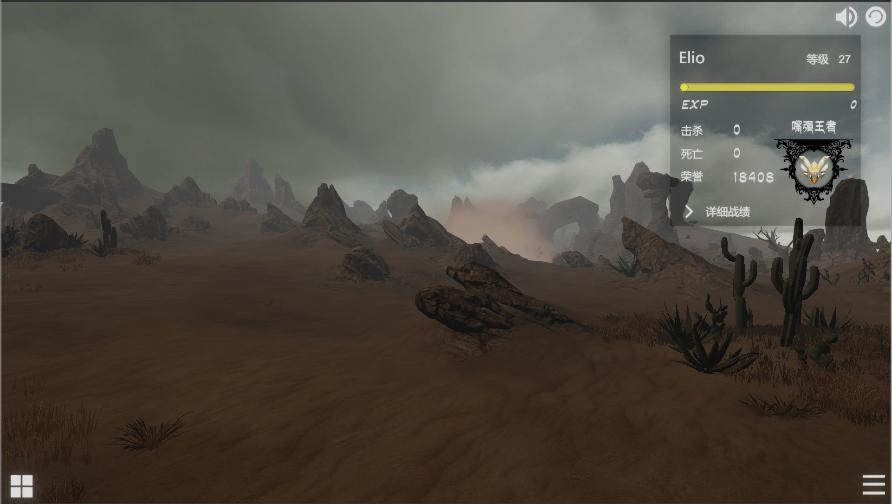 Elio 等级 27
EXP 0
击杀 0
嘴强王者
死亡 0
荣誉 18408
详细战绩